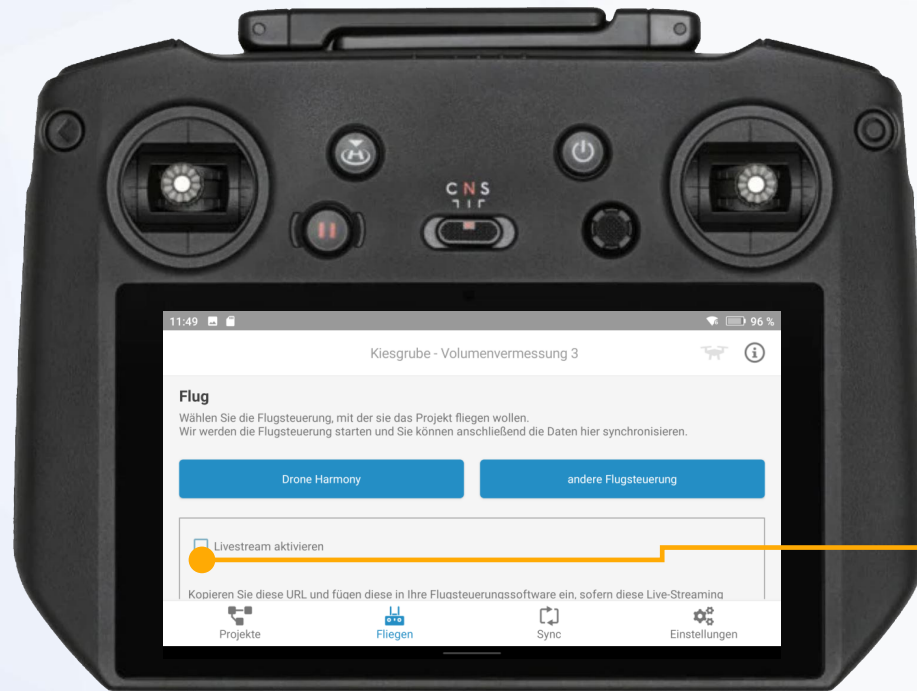 C N S
11:49
96 %
Kiesgrube - Volumenvermessung 3
Flug
Wählen Sie die Flugsteuerung, mit der sie das Projekt fliegen wollen.
Wir werden die Flugsteuerung starten und Sie können anschließend die Daten hier synchronisieren.
Drone Harmony
andere Flugsteuerung
Livestream aktivieren
Kopieren Sie diese URL und fügen diese in Ihre Flugsteuerungssoftware ein, sofern diese Live-Streaming
Projekte
Fliegen
Sync
Einstellungen